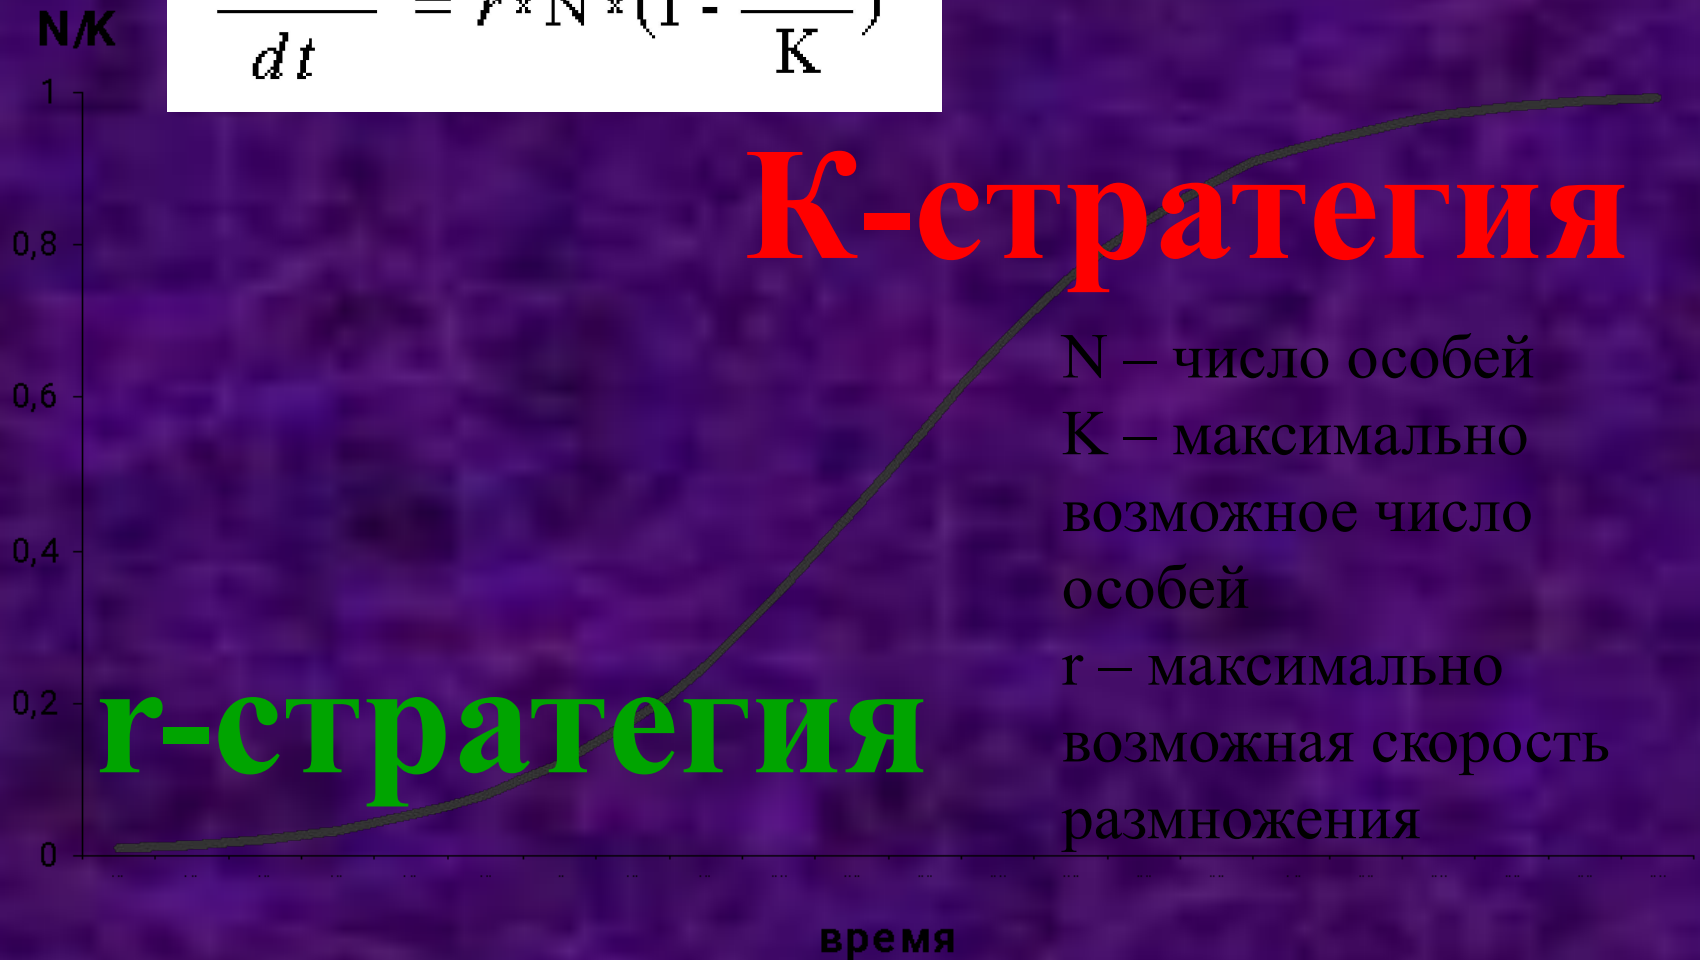 N/K
= r × N × (1 -
dt
K
)
1
К-стратегия
0,8
N – число особей
0,6
K – максимально
возможное число
0,4
особей
r – максимально
0,2
r-стратегия
возможная скорость
размножения
0
время